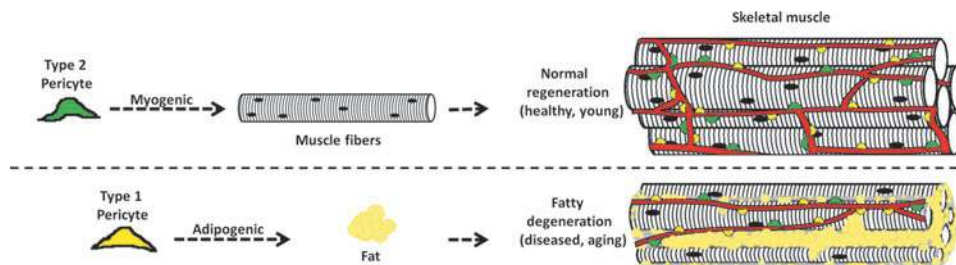 Skeletal muscle
Type 2
Pericyte
Myogenic
Muscle fibers
Normal
regeneration
(healthy, young)
Type 1
Pericyte
Adipogenic
Fat
Fatty
degeneration
(diseased, aging)